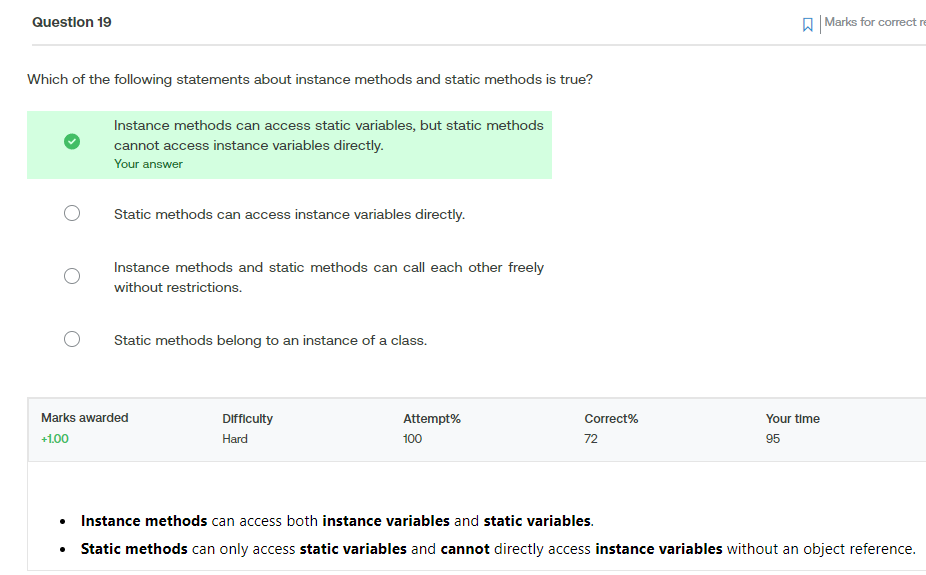 Question 19
Marks for correct re
Which of the following statements about instance methods and static methods is true?
Instance methods can access static variables, but static methods
cannot access instance variables directly.
Your answer
Static methods can access instance variables directly.
Instance methods and static methods can call each other freely
without restrictions.
Static methods belong to an instance of a class.
Marks awarded Difficulty Attempt% Correct% Your time
+1.00 Hard 100 72 95
• Instance methods can access both instance variables and static variables.
• Static methods can only access static variables and cannot directly access instance variables without an object reference.